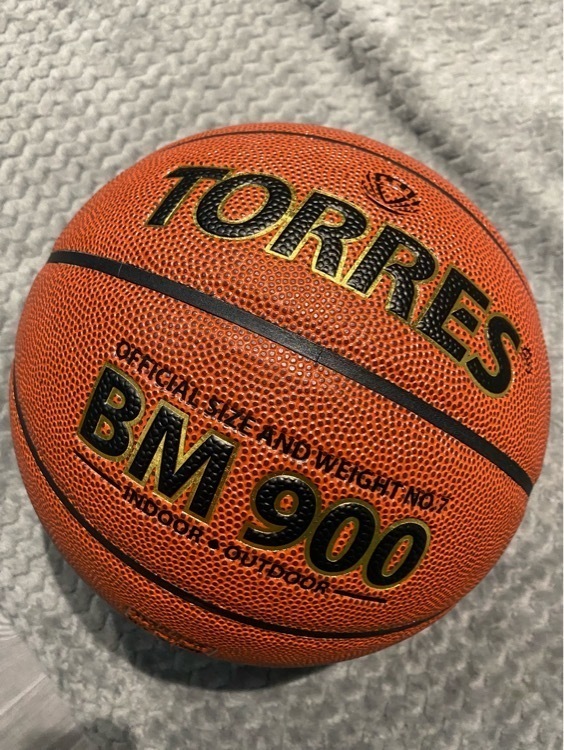 TORRES
OFFICIAL SIZE AND WEIGHT NO.7
BM 900
INDOOR • OUTDOOR